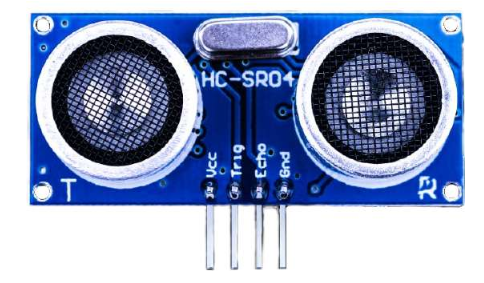 HC-SR04
Vcc
Trig
Echo
Gnd
T
R